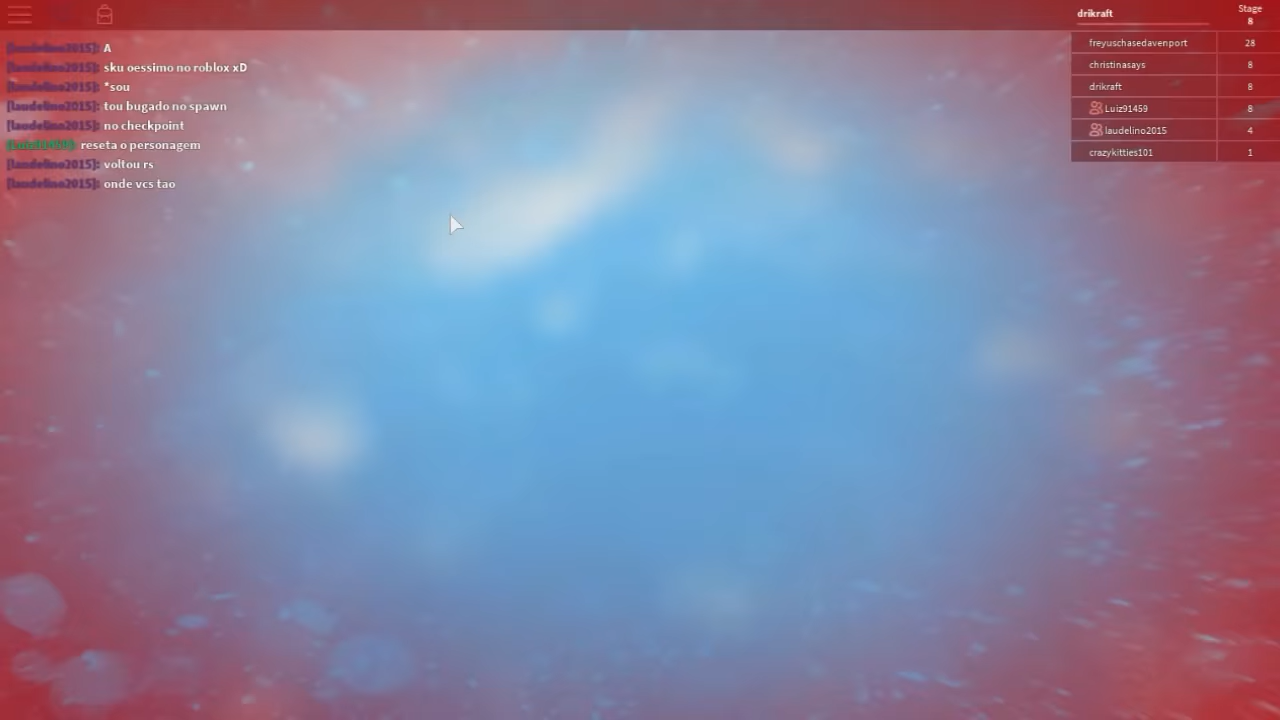 drikraft
Stage
8
[laudelino2015]: A
freyuschasedavenport 28
[laudelino2015]: sku oessimo no roblox xD
christinasays 8
[laudelino2015]: *sou
drikraft 8
[laudelino2015]: tou bugado no spawn
Luiz91459 8
[laudelino2015]: no checkpoint
laudelino2015 4
[Luiz91459]: reseta o personagem
crazykitties101 1
[laudelino2015]: voltou rs
[laudelino2015]: onde vcs tao